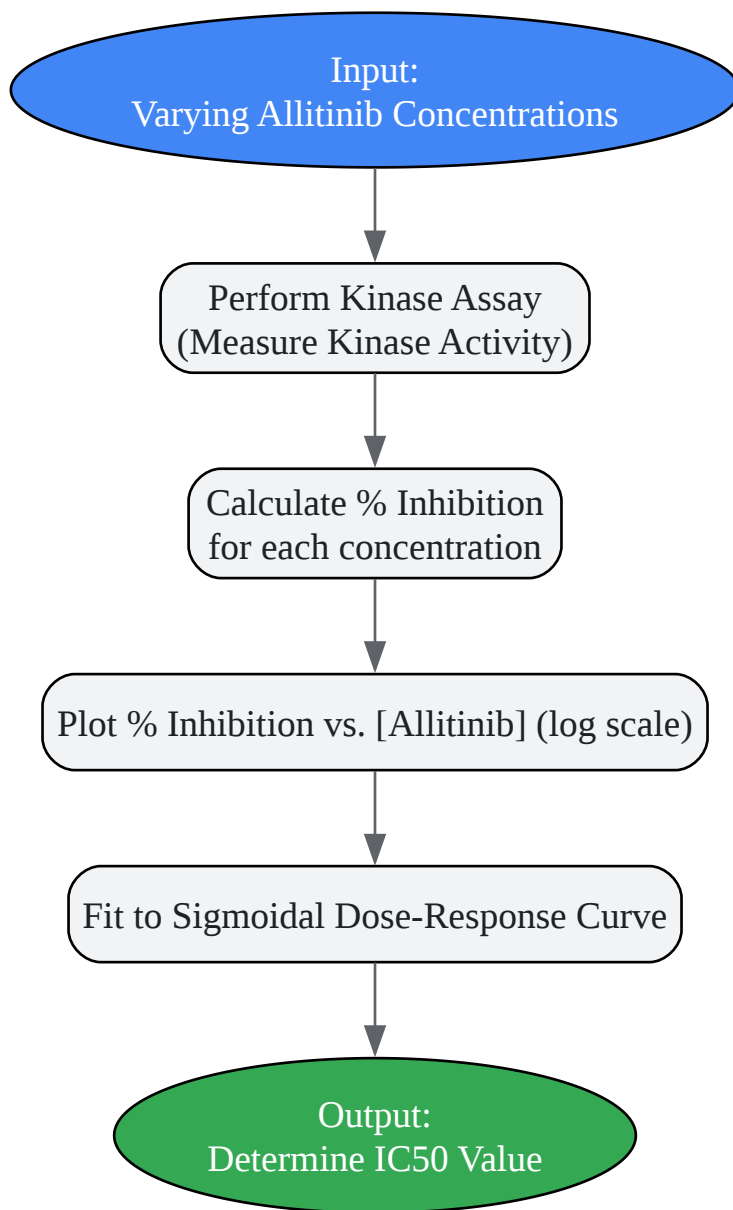 Input:
Varying Allitinib Concentrations
Perform Kinase Assay
(Measure Kinase Activity)
Calculate % Inhibition
for each concentration
Plot % Inhibition vs. [Allitinib] (log scale)
Fit to Sigmoidal Dose-Response Curve
Output:
Determine IC50 Value